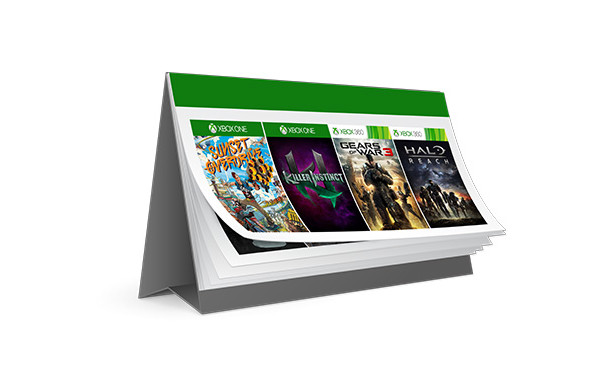 XBOX ONE
SUNSET
OVERDRIVE
XBOX ONE
KILLER INSTINCT
XBOX 360
GEARS
OF WAR 3
XBOX 360
HALO
REACH